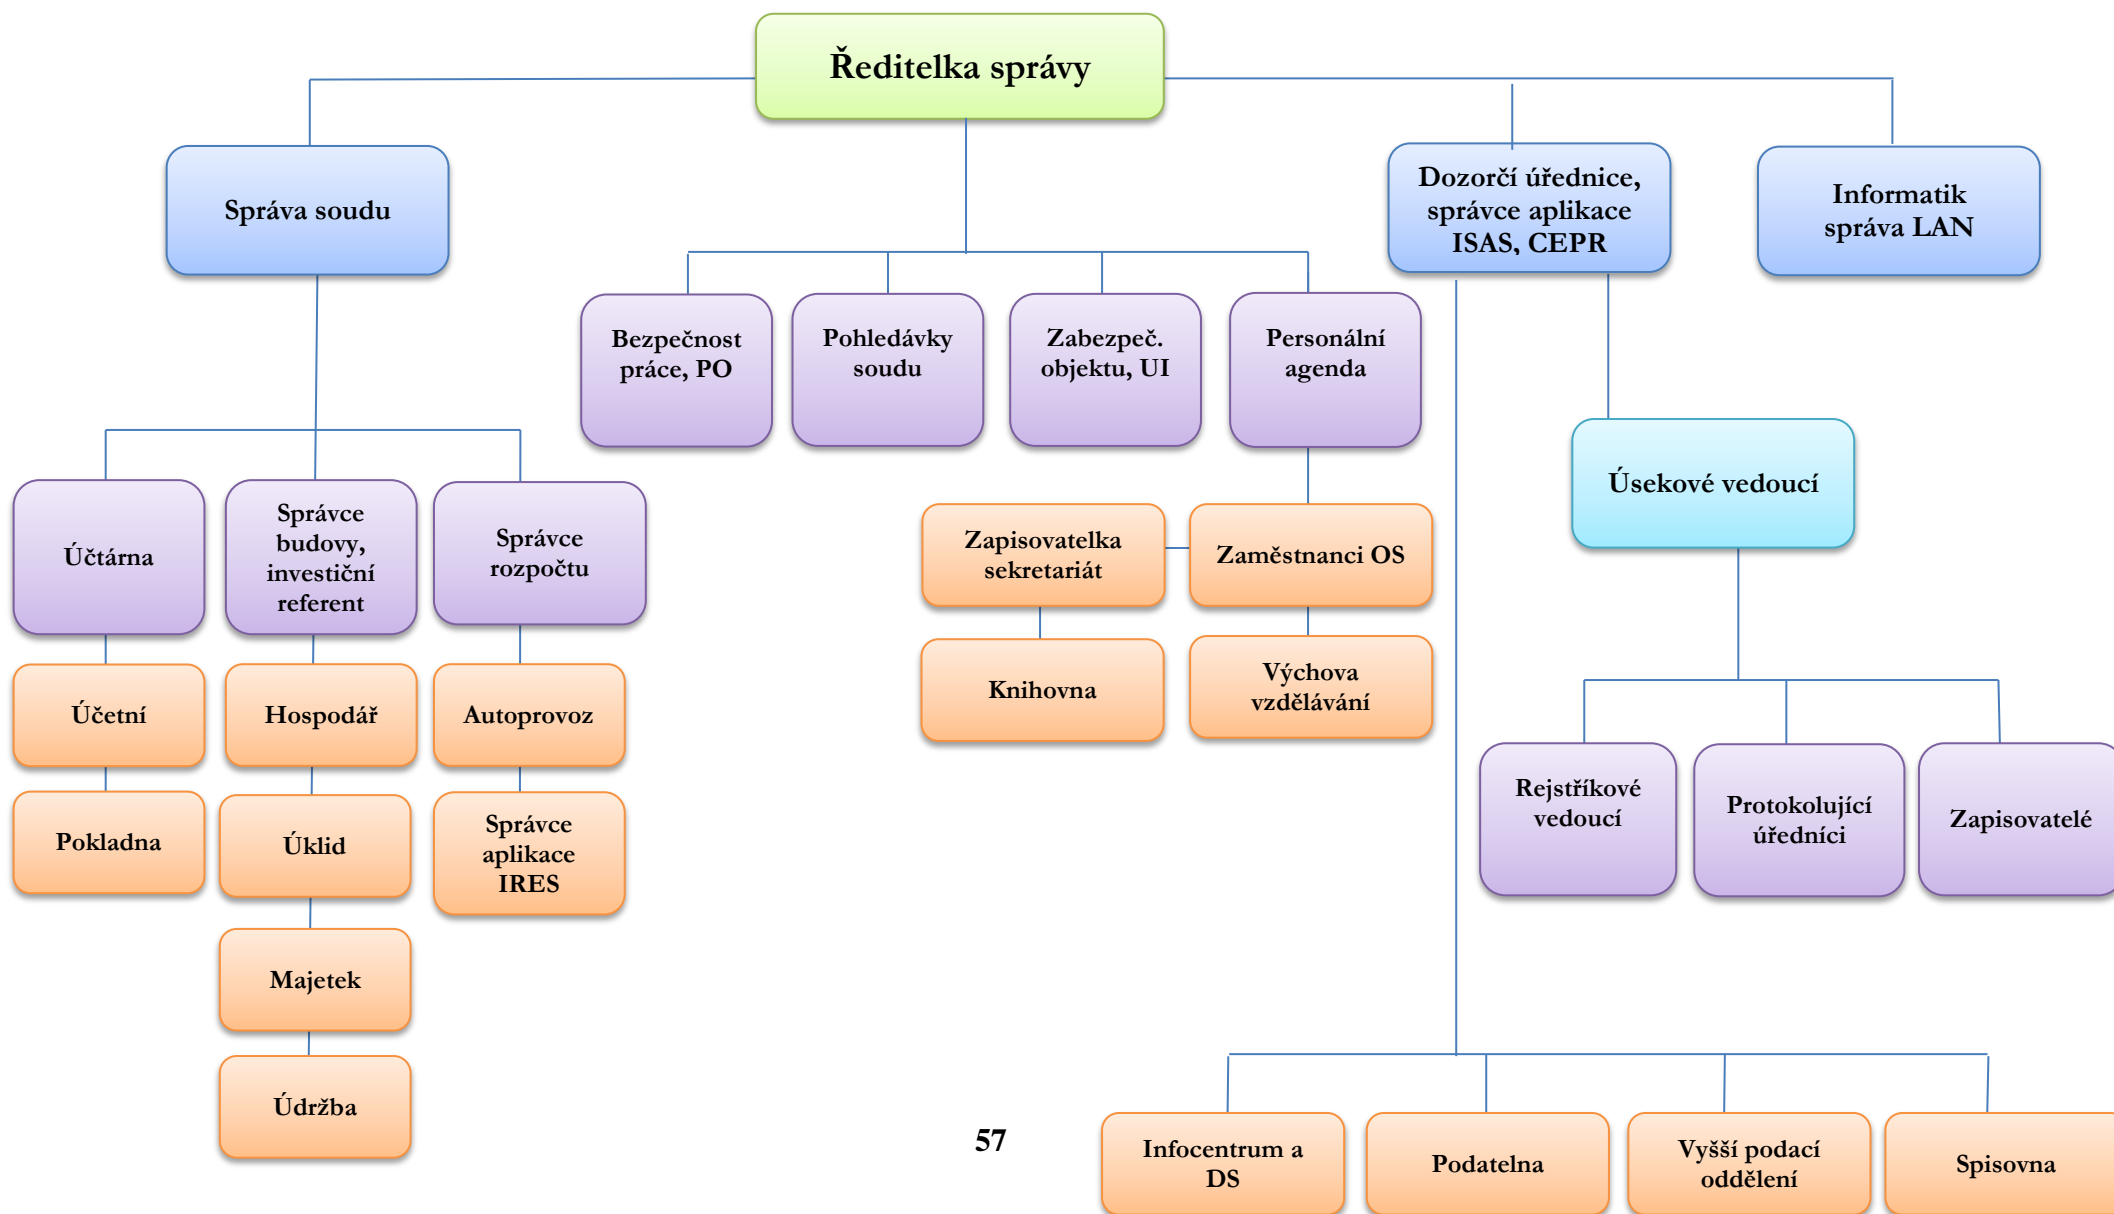 Ředitelka správy
Správa soudu
Dozorčí úřednice,
správce aplikace
ISAS, CEPR
Informatik
správa LAN
Bezpečnost
práce, PO
Pohledávky
soudu
Zabezpeč.
objektu, UI
Personální
agenda
Úsekové vedoucí
Účtárna
Správce
budovy,
investiční
referent
Správce
rozpočtu
Zapisovatelka
sekretariát
Zaměstnanci OS
Účetní
Hospodář
Autoprovoz
Knihovna
Výchova
vzdělávání
Rejstříkové
vedoucí
Protokolující
úředníci
Zapisovatelé
Pokladna
Úklid
Správce
aplikace
IRES
Majetek
Údržba
57
Infocentrum a
DS
Podatelna
Vyšší podací
oddělení
Spisovna